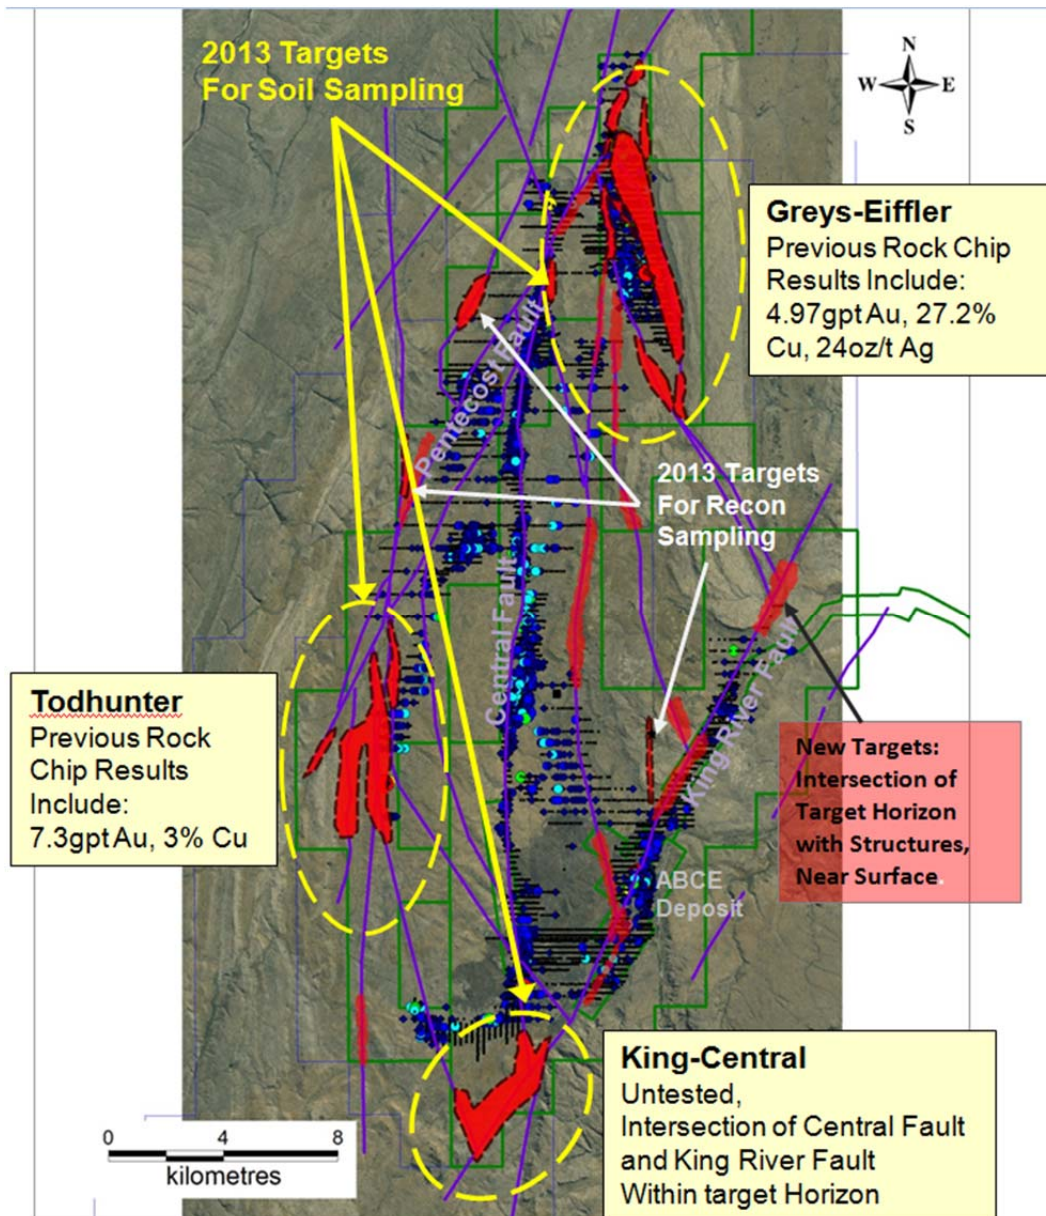 2013 Targets
For Soil Sampling
N
W
E
S
Greys-Eiffler
Previous Rock Chip
Results Include:
4.97gpt Au, 27.2%
Cu, 24oz/t Ag
Pentecost Fault
2013 Targets
For Recon
Sampling
Central Fault
King River Fault
Todhunter
Previous Rock
Chip Results
Include:
7.3gpt Au, 3% Cu
New Targets:
Intersection of
Target Horizon
with Structures,
Near Surface.
ABCE
Deposit
King-Central
Untested,
Intersection of Central Fault
and King River Fault
Within target Horizon
0 4 8
kilometres